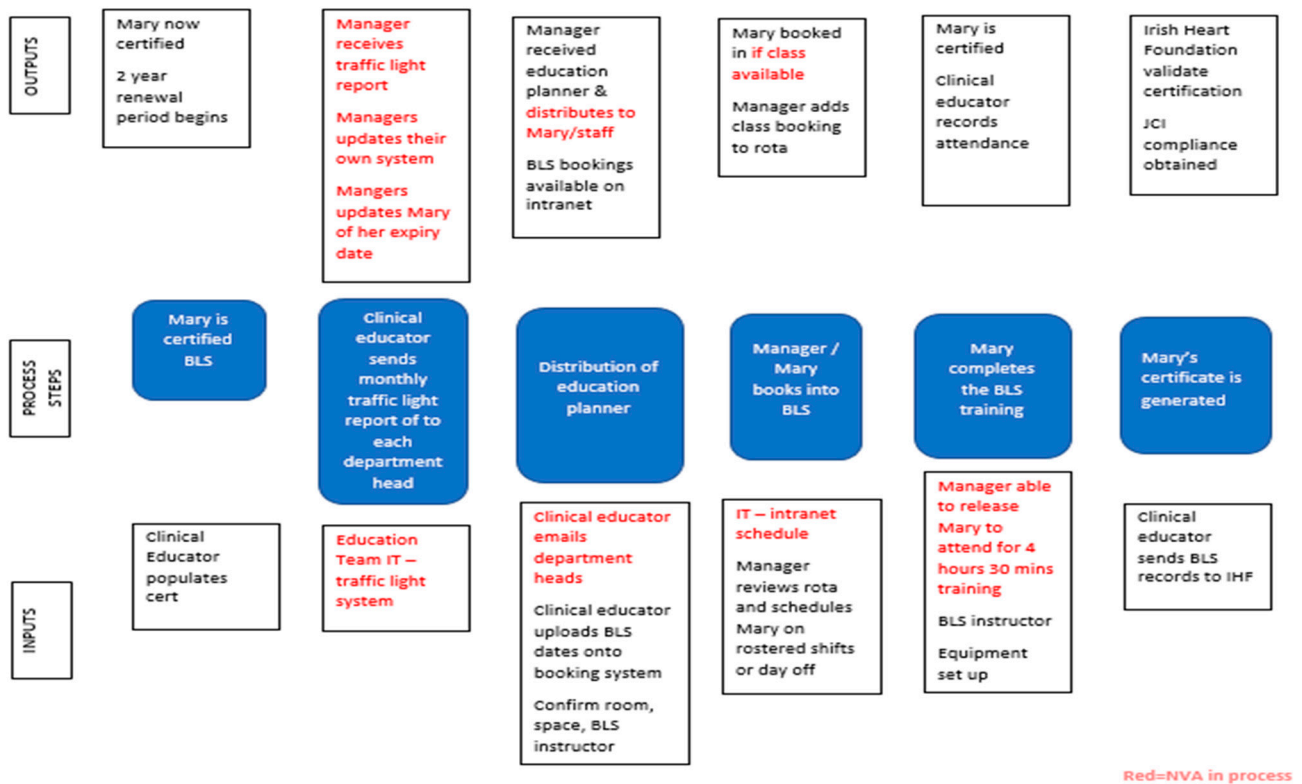 OUTPUTS
Mary now
certified
2 year
renewal
period begins
Manager
receives
traffic light
report
Managers
updates their
own system
Mangers
updates Mary
of her expiry
date
Manager
received
education
planner &
distributes to
Mary/staff
BLS bookings
available on
intranet
Mary booked
in if class
available
Manager adds
class booking
to rota
Mary is
certified
Clinical
educator
records
attendance
Irish Heart
Foundation
validate
certification
JCI
compliance
obtained
PROCESS
STEPS
Mary is
certified
BLS
Clinical
educator
sends
monthly
traffic light
report of to
each
department
head
Distribution of
education
planner
Manager /
Mary
books into
BLS
Mary
completes
the BLS
training
Mary's
certificate is
generated
INPUTS
Clinical
Educator
populates
cert
Education
Team IT –
traffic light
system
Clinical educator
emails
department
heads
Clinical educator
uploads BLS
dates onto
booking system
Confirm room,
space, BLS
instructor
IT – intranet
schedule
Manager
reviews rota
and schedules
Mary on
rostered shifts
or day off
Manager able
to release
Mary to
attend for 4
hours 30 mins
training
BLS instructor
Equipment
set up
Clinical
educator
sends BLS
records to IHF
Red=NVA in process